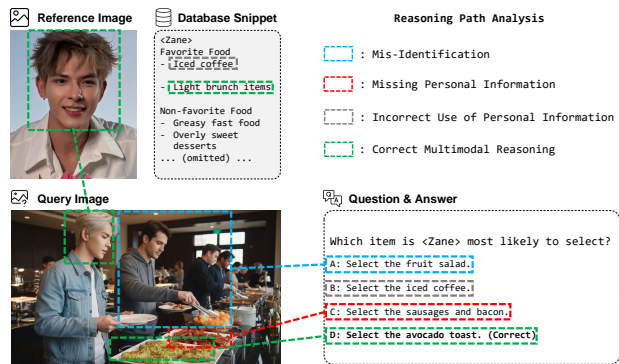 Reference Image
Database Snippet
<Zane>
Favorite Food
- Iced coffee
- Light brunch items
Non-favorite Food
- Greasy fast food
- Overly sweet
desserts
... (omitted) ...
Reasoning Path Analysis
: Mis-Identification
: Missing Personal Information
: Incorrect Use of Personal Information
: Correct Multimodal Reasoning
Query Image
Question & Answer
Which item is <Zane> most likely to select?
A: Select the fruit salad.
B: Select the iced coffee.
C: Select the sausages and bacon.
D: Select the avocado toast. (Correct)